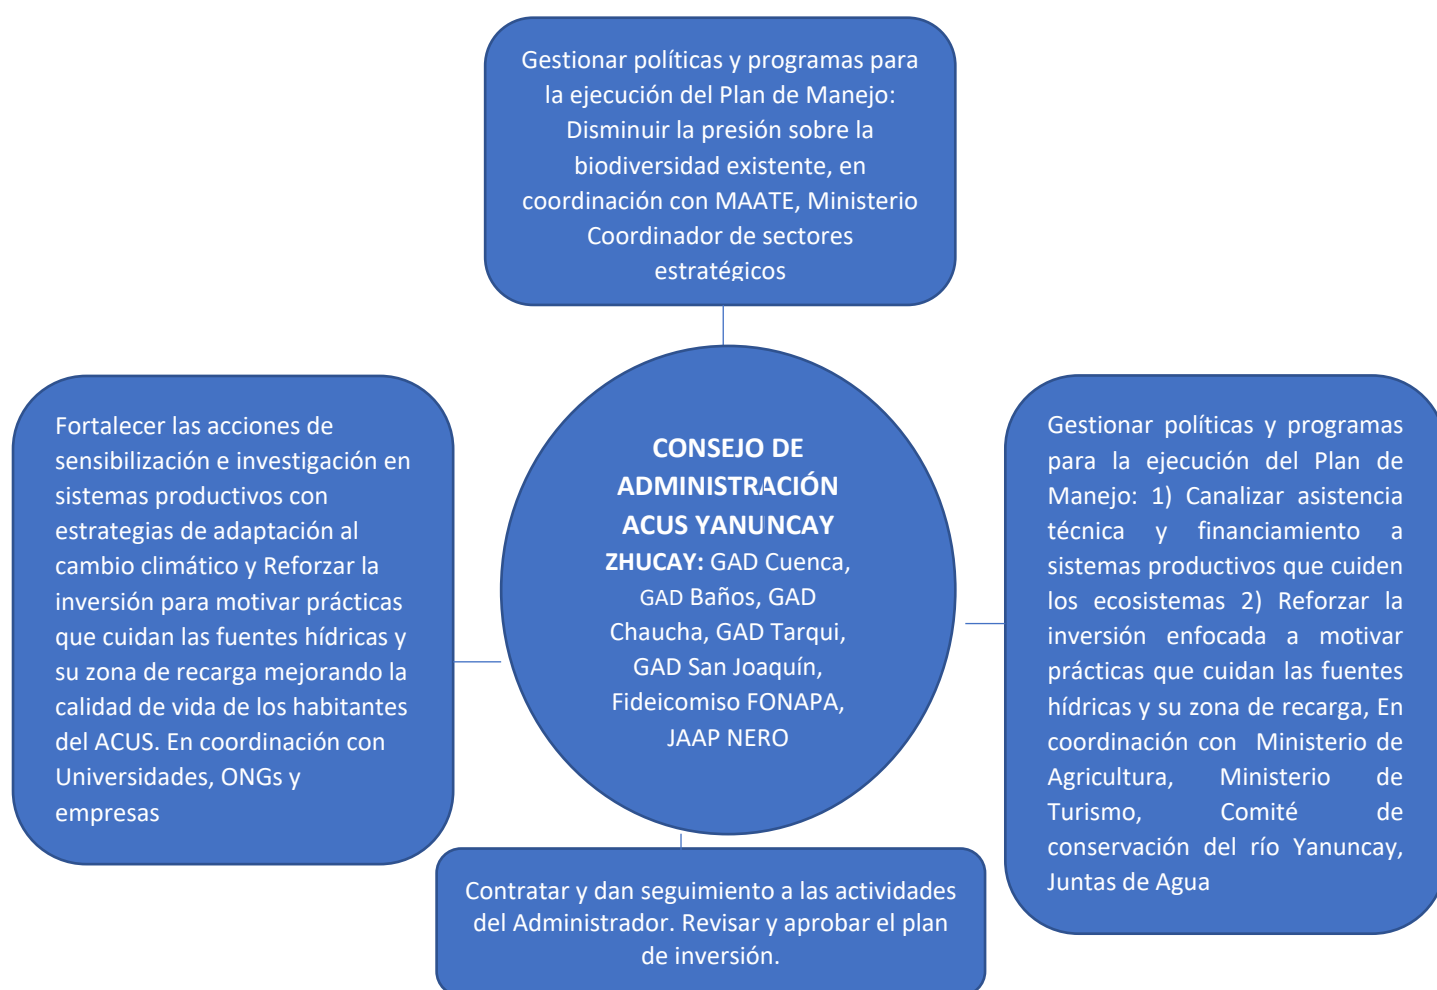 Gestionar políticas y programas para
la ejecución del Plan de Manejo:
Disminuir la presión sobre la
biodiversidad existente, en
coordinación con MAATE, Ministerio
Coordinador de sectores
estratégicos
Fortalecer las acciones de
sensibilización e investigación en
sistemas productivos con
estrategias de adaptación al
cambio climático y Reforzar la
inversión para motivar prácticas
que cuidan las fuentes hídricas y
su zona de recarga mejorando la
calidad de vida de los habitantes
del ACUS. En coordinación con
Universidades, ONGs y
empresas
CONSEJO DE
ADMINISTRACIÓN
ACUS YANUNCAY
ZHUCAY: GAD Cuenca,
GAD Baños, GAD
Chaucha, GAD Tarqui,
GAD San Joaquín,
Fideicomiso FONAPA,
JAAP NERO
Gestionar políticas y programas
para la ejecución del Plan de
Manejo: 1) Canalizar asistencia
técnica y financiamiento a
sistemas productivos que cuiden
los ecosistemas 2) Reforzar la
inversión enfocada a motivar
prácticas que cuidan las fuentes
hídricas y su zona de recarga, En
coordinación con Ministerio de
Agricultura, Ministerio de
Turismo, Comité de
conservación del río Yanuncay,
Juntas de Agua
Contratar y dan seguimiento a las actividades
del Administrador. Revisar y aprobar el plan
de inversión.